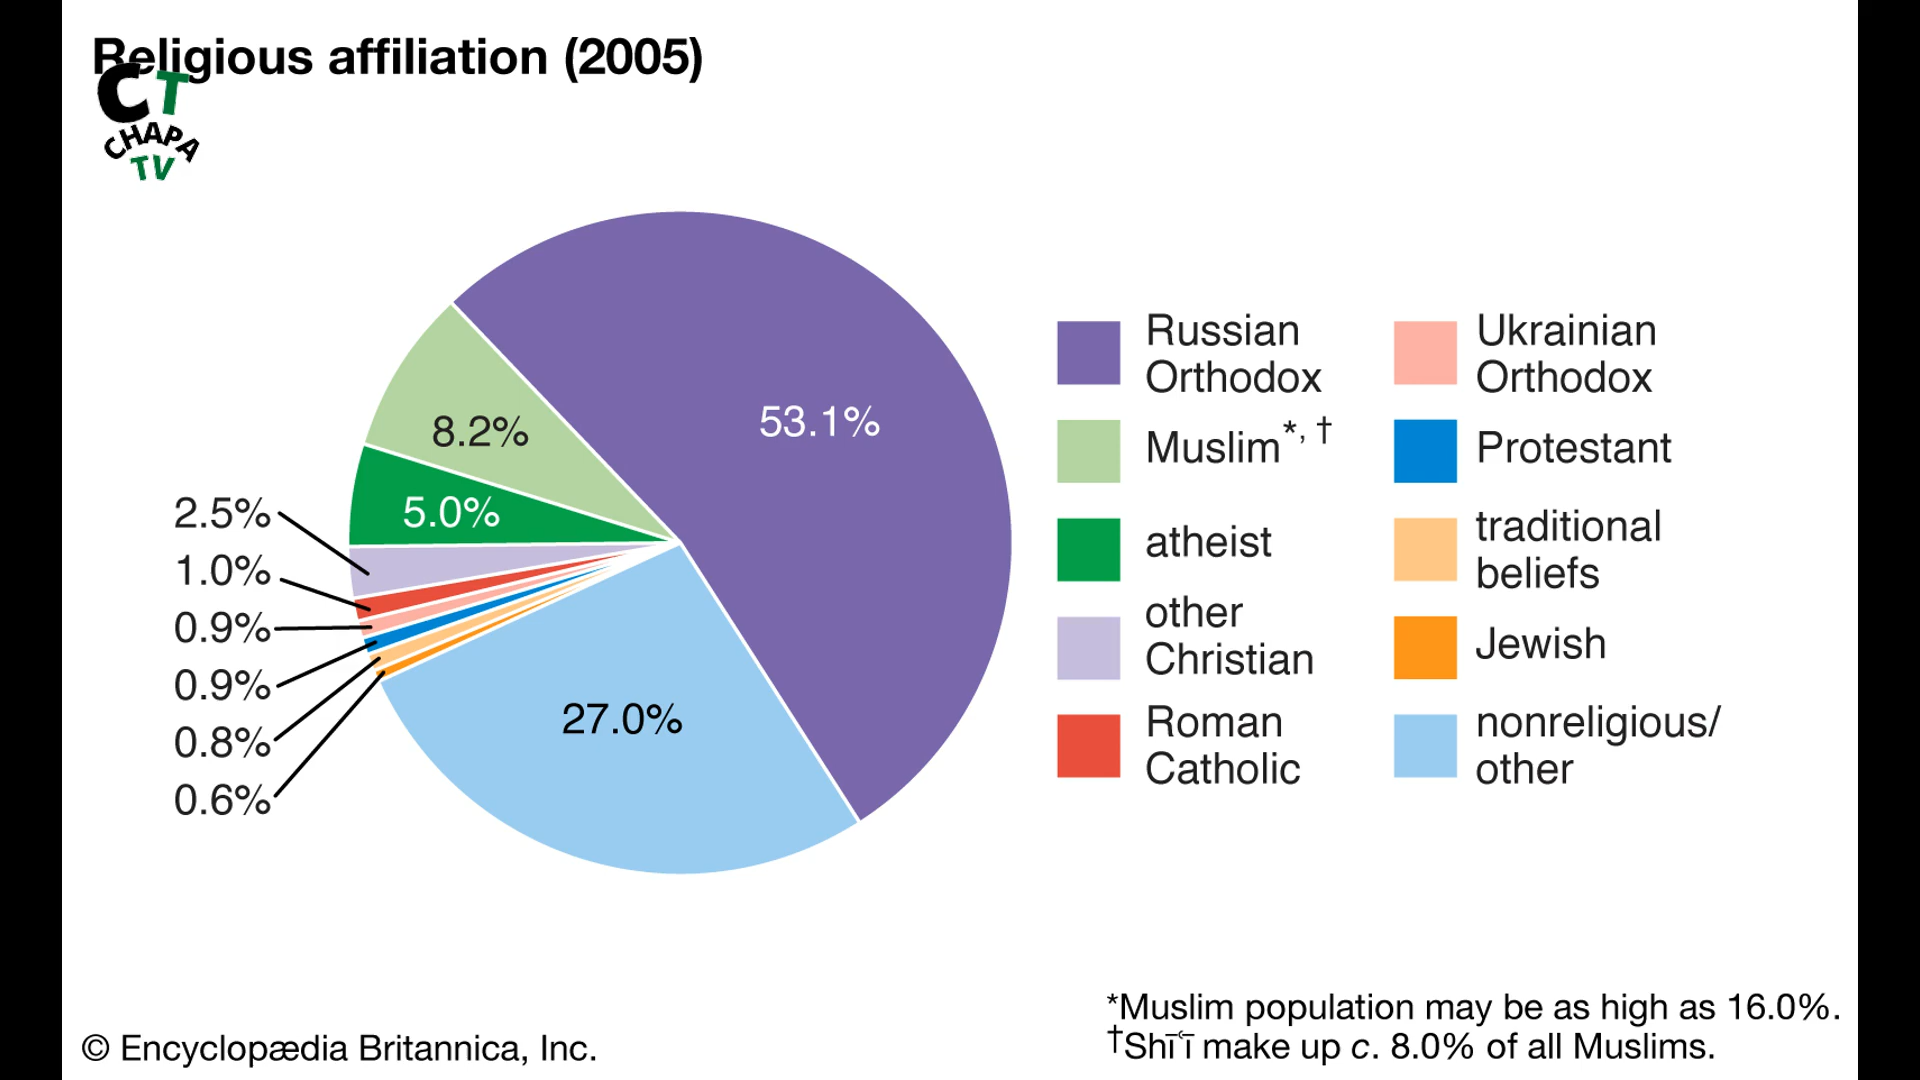 Religious affiliation (2005)
CT
CHAPA
TV
53.1%
8.2%
5.0%
2.5%
1.0%
0.9%
0.9%
0.8%
0.6%
27.0%
Russian
Orthodox
Muslim*, †
atheist
other
Christian
Roman
Catholic
Ukrainian
Orthodox
Protestant
traditional
beliefs
Jewish
nonreligious/
other
*Muslim population may be as high as 16.0%.
†Shīʿī make up c. 8.0% of all Muslims.
© Encyclopædia Britannica, Inc.